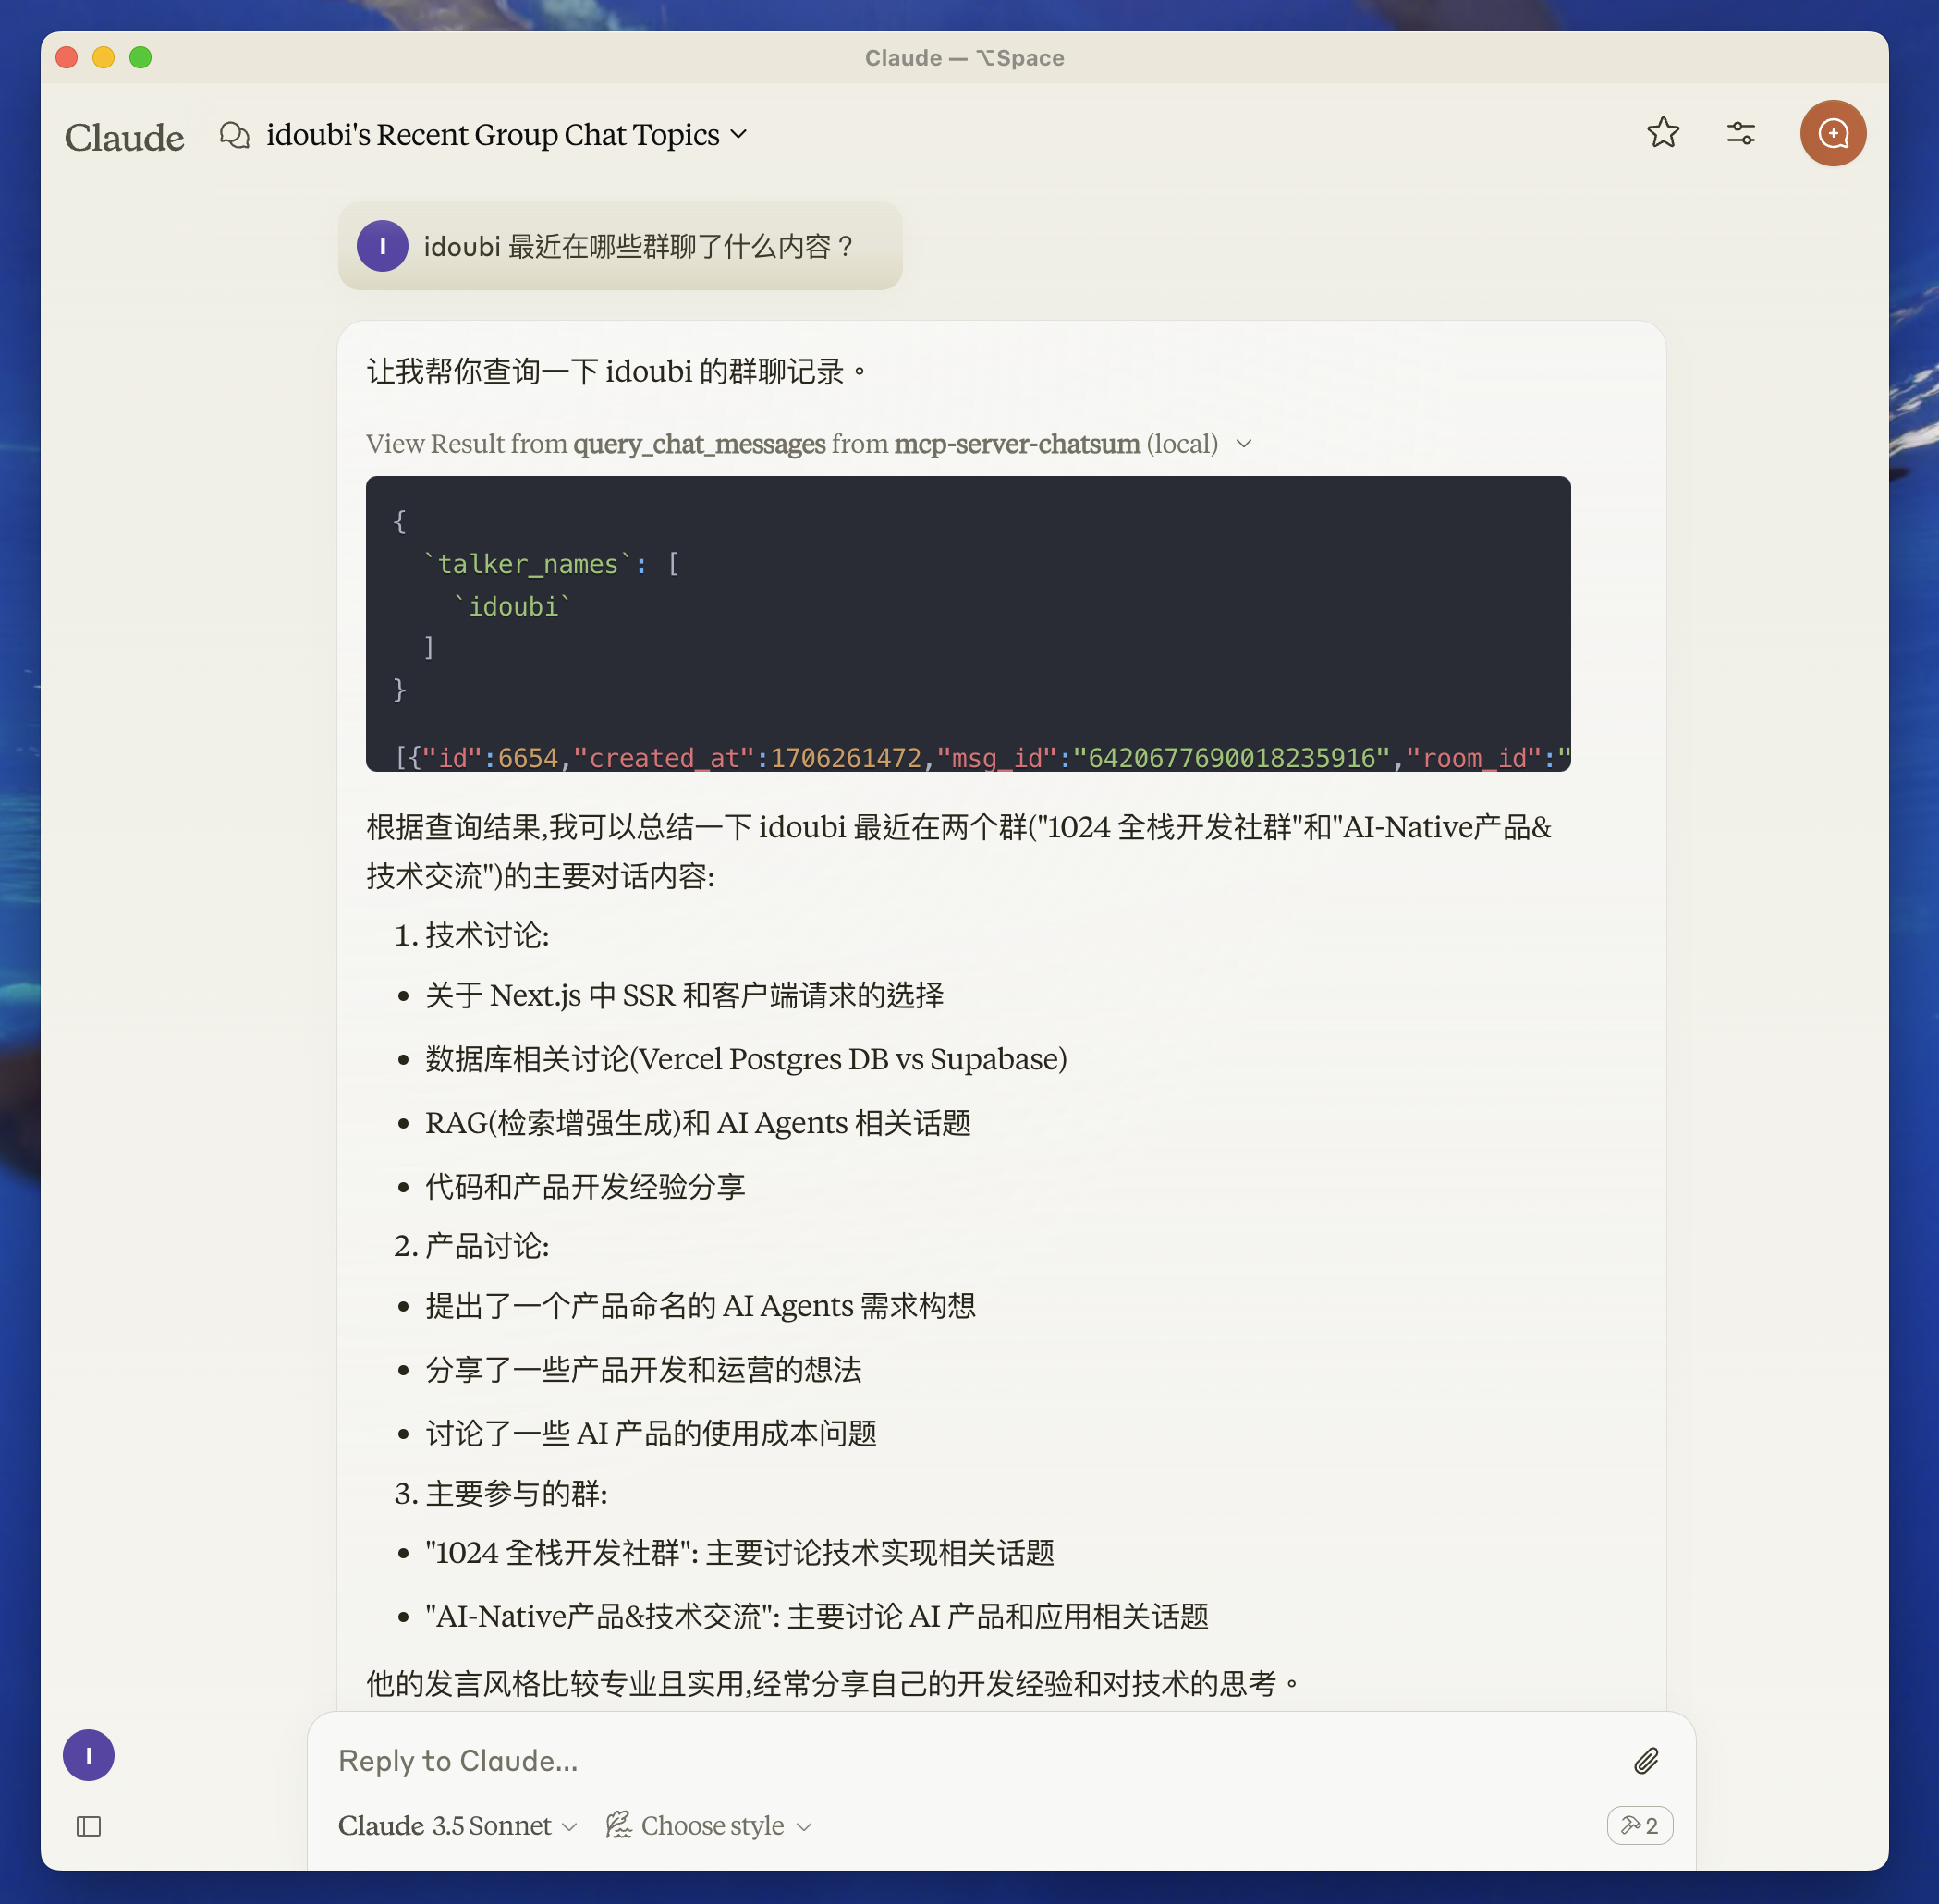 Claude — ⌥Space
Claude
idoubi's Recent Group Chat Topics
I
idoubi 最近在哪些群聊了什么内容？
让我帮你查询一下 idoubi 的群聊记录。
View Result from query_chat_messages from mcp-server-chatsum (local)
{
  `talker_names`: [
    `idoubi`
  ]
}
[{"id":6654,"created_at":1706261472,"msg_id":"6420677690018235916","room_id":"
根据查询结果,我可以总结一下 idoubi 最近在两个群("1024 全栈开发社群"和"AI-Native产品&
技术交流")的主要对话内容:
1. 技术讨论:
• 关于 Next.js 中 SSR 和客户端请求的选择
• 数据库相关讨论(Vercel Postgres DB vs Supabase)
• RAG(检索增强生成)和 AI Agents 相关话题
• 代码和产品开发经验分享
2. 产品讨论:
• 提出了一个产品命名的 AI Agents 需求构想
• 分享了一些产品开发和运营的想法
• 讨论了一些 AI 产品的使用成本问题
3. 主要参与的群:
• "1024 全栈开发社群": 主要讨论技术实现相关话题
• "AI-Native产品&技术交流": 主要讨论 AI 产品和应用相关话题
他的发言风格比较专业且实用,经常分享自己的开发经验和对技术的思考。
I
Reply to Claude...
Claude 3.5 Sonnet
Choose style
2